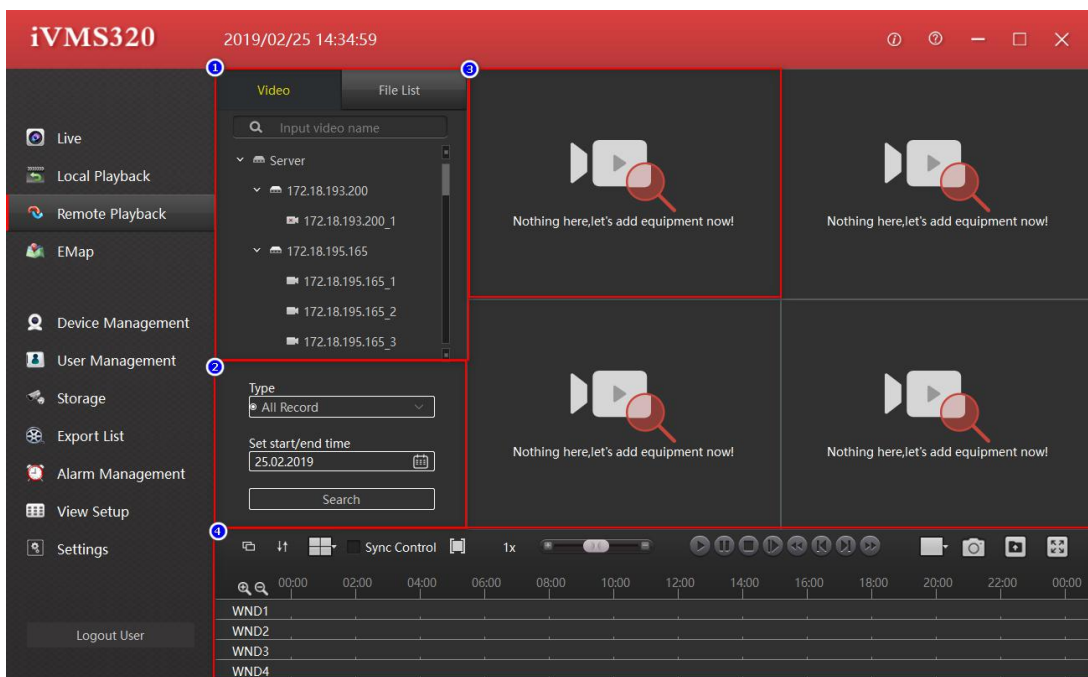 iVMS320
2019/02/25 14:34:59
Live
Local Playback
Remote Playback
EMap
Device Management
User Management
Storage
Export List
Alarm Management
View Setup
Settings
Logout User
1
Video
File List
Input video name
Server
172.18.193.200
172.18.193.200_1
172.18.195.165
172.18.195.165_1
172.18.195.165_2
172.18.195.165_3
2
Type
All Record
Set start/end time
25.02.2019
Search
3
Nothing here,let's add equipment now!
Nothing here,let's add equipment now!
Nothing here,let's add equipment now!
Nothing here,let's add equipment now!
4
Sync Control
1x
00:00 02:00 04:00 06:00 08:00 10:00 12:00 14:00 16:00 18:00 20:00 22:00 00:00
WND1
WND2
WND3
WND4